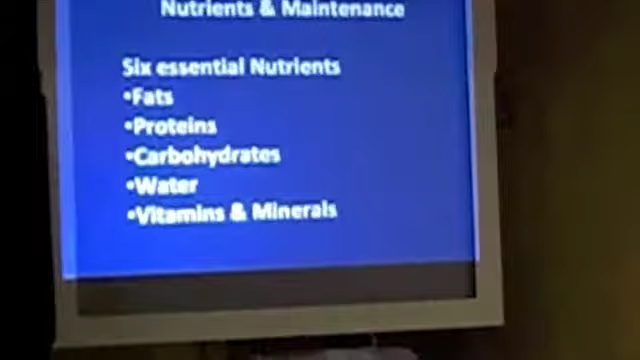 Nutrients & Maintenance
Six essential Nutrients
•Fats
•Proteins
•Carbohydrates
•Water
•Vitamins & Minerals